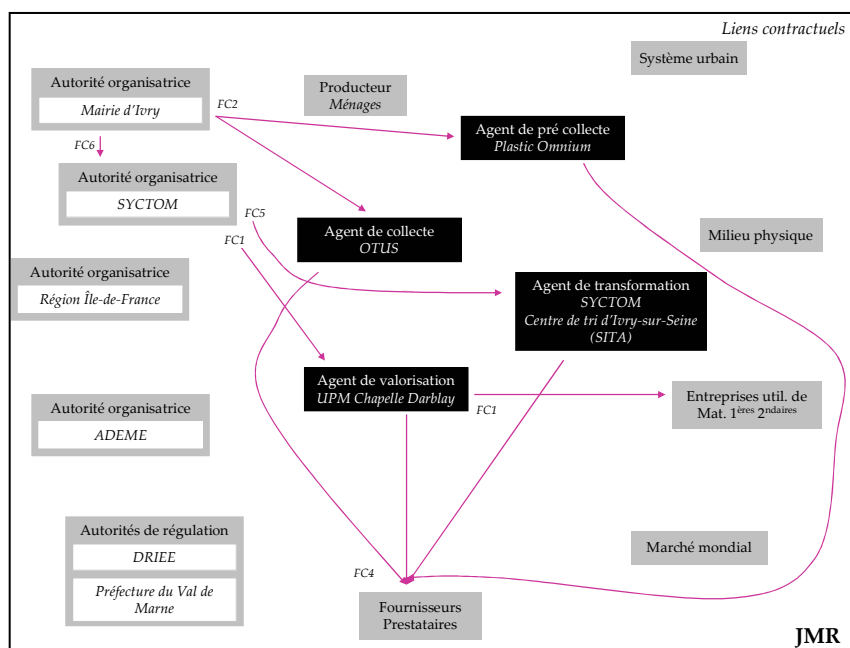 Liens contractuels
Système urbain
Autorité organisatrice
Mairie d'Ivry
FC2
Producteur
Ménages
Agent de pré collecte
Plastic Omnium
FC6
Autorité organisatrice
SYCTOM
FC5
FC1
Agent de collecte
OTUS
Milieu physique
Autorité organisatrice
Région Île-de-France
Agent de transformation
SYCTOM
Centre de tri d'Ivry-sur-Seine
(SITA)
Agent de valorisation
UPM Chapelle Darblay
FC1
Entreprises util. de
Mat. 1ères 2ndaires
Autorité organisatrice
ADEME
Autorités de régulation
DRIEE
Préfecture du Val de
Marne
Marché mondial
FC4
Fournisseurs
Prestataires
JMR